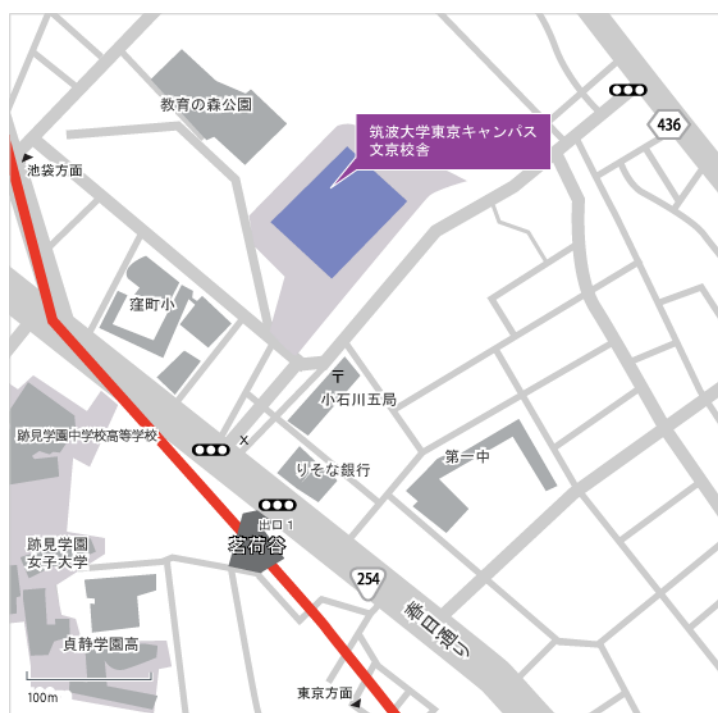 教育の森公園
筑波大学東京キャンパス
文京校舎
436
池袋方面
窪町小
〒
小石川五局
跡見学園中学校高等学校
X
りそな銀行
第一中
出口1
茗荷谷
跡見学園
女子大学
254
春日通り
貞静学園高
東京方面
100m